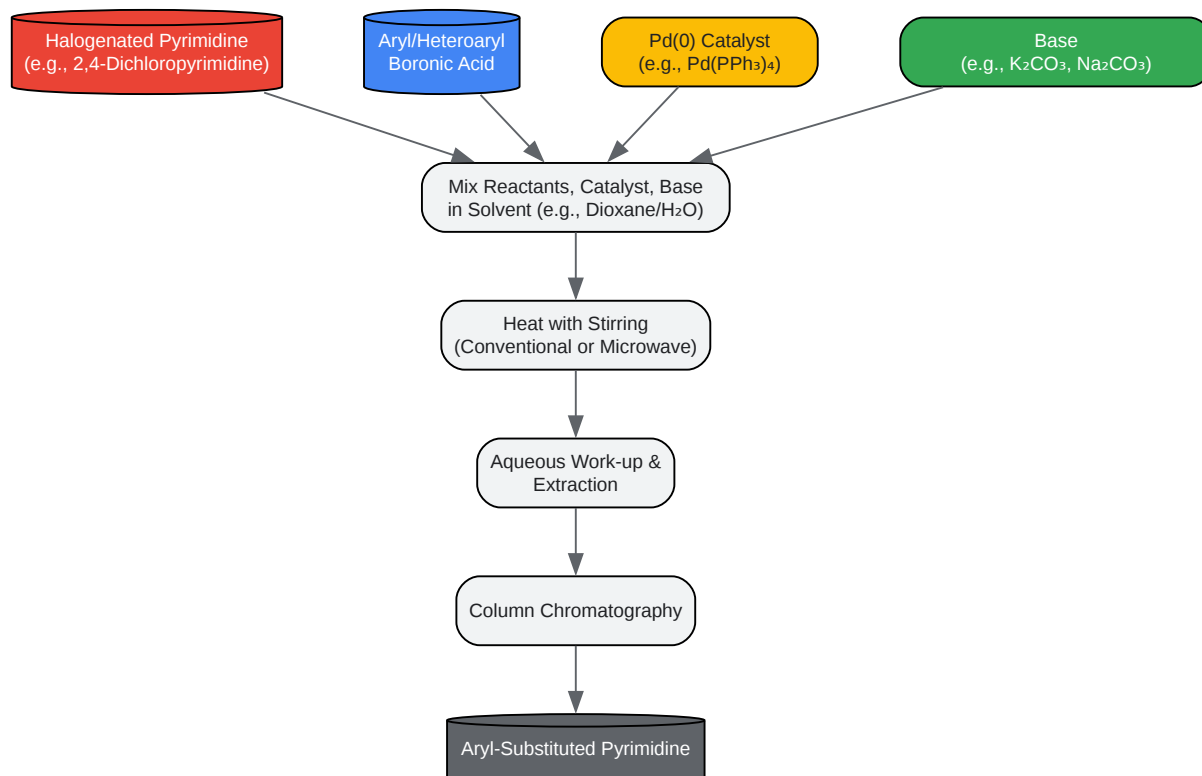 Halogenated Pyrimidine
(e.g., 2,4-Dichloropyrimidine)
Aryl/Heteroaryl
Boronic Acid
Pd(0) Catalyst
(e.g., Pd(PPh₃)₄)
Base
(e.g., K₂CO₃, Na₂CO₃)
Mix Reactants, Catalyst, Base
in Solvent (e.g., Dioxane/H₂O)
Heat with Stirring
(Conventional or Microwave)
Aqueous Work-up &
Extraction
Column Chromatography
Aryl-Substituted Pyrimidine